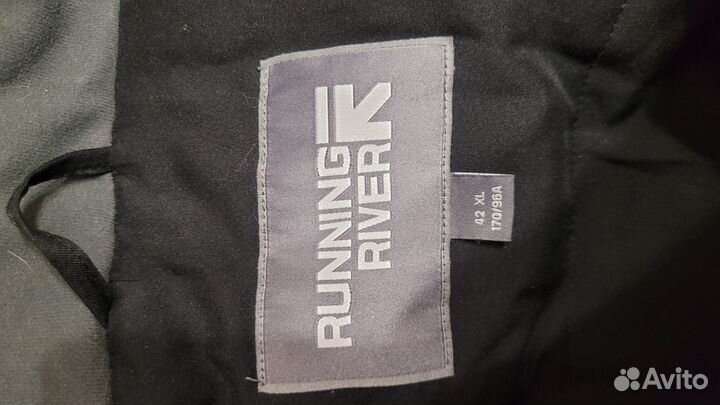 RUNNING
RIVER
42 XL
170/96A
Avito